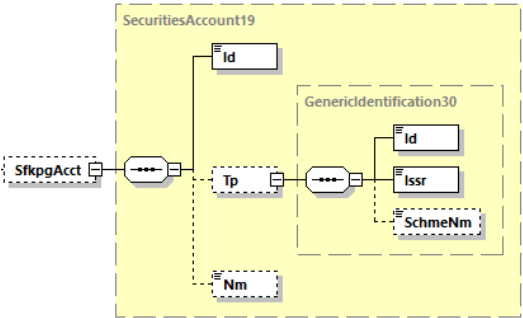 SecuritiesAccount19
Id
GenericIdentification30
Id
SfkpgAcct
Tp
Issr
SchmeNm
Nm